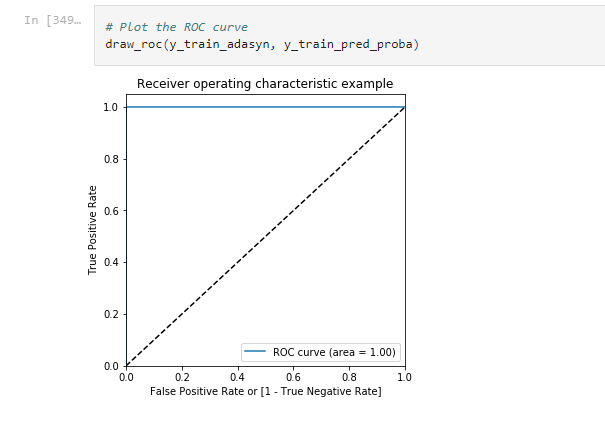 In [349…
# Plot the ROC curve
draw_roc(y_train_adasyn, y_train_pred_proba)
Receiver operating characteristic example
1.0
0.8
0.6
0.4
0.2
0.0
True Positive Rate
ROC curve (area = 1.00)
0.0 0.2 0.4 0.6 0.8 1.0
False Positive Rate or [1 - True Negative Rate]